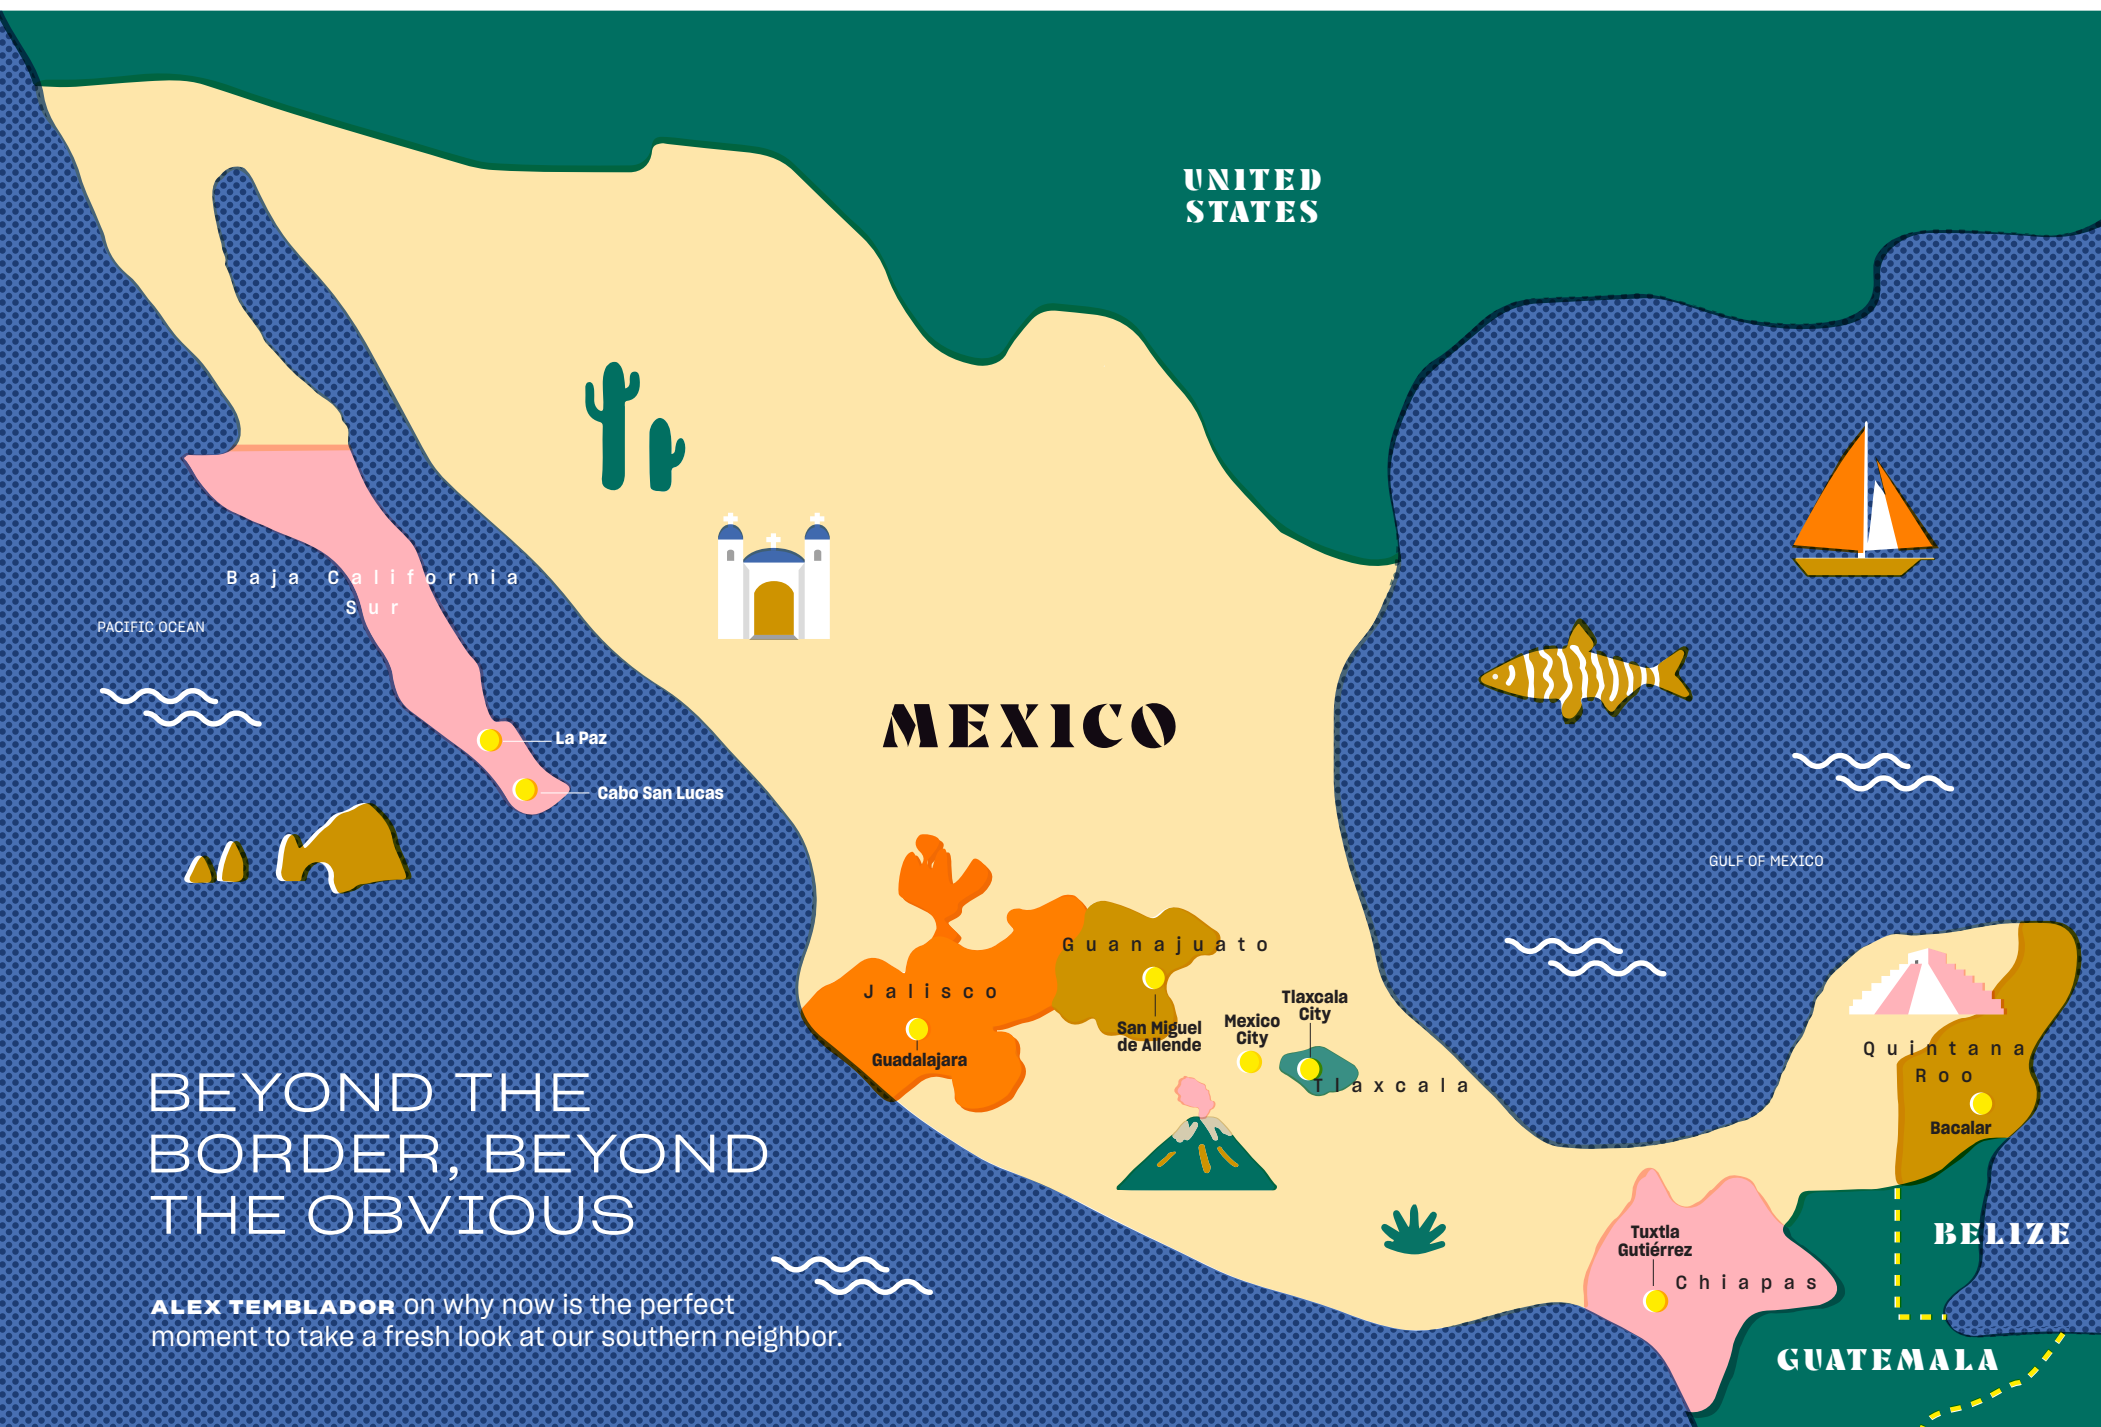 UNITED
STATES
Baja California
Sur
PACIFIC OCEAN
MEXICO
La Paz
Cabo San Lucas
GULF OF MEXICO
Guanajuato
Jalisco
Tlaxcala
City
San Miguel
de Allende
Mexico
City
Guadalajara
Tlaxcala
Quintana
Roo
Bacalar
BEYOND THE
BORDER, BEYOND
THE OBVIOUS
Tuxtla
Gutiérrez
Chiapas
BELIZE
GUATEMALA
ALEX TEMBLADOR on why now is the perfect
moment to take a fresh look at our southern neighbor.